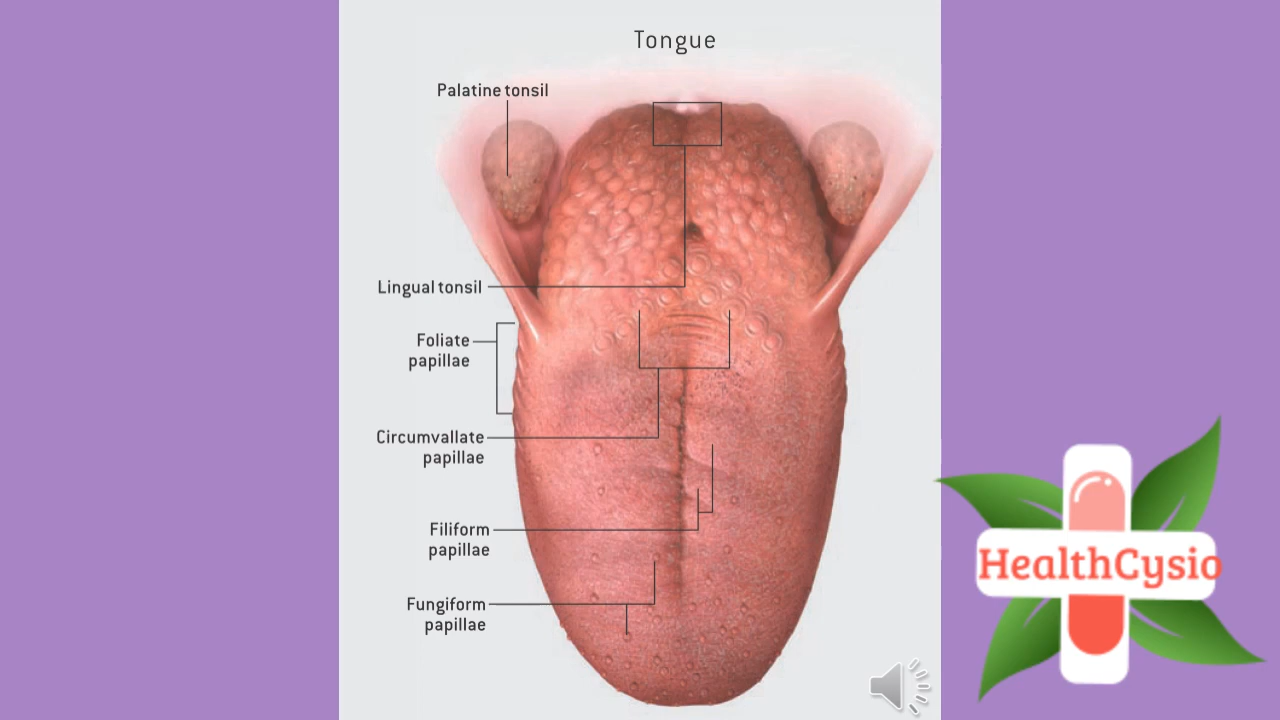 Tongue
Palatine tonsil
Lingual tonsil
Foliate
papillae
Circumvallate
papillae
Filiform
papillae
Fungiform
papillae
HealthCysio